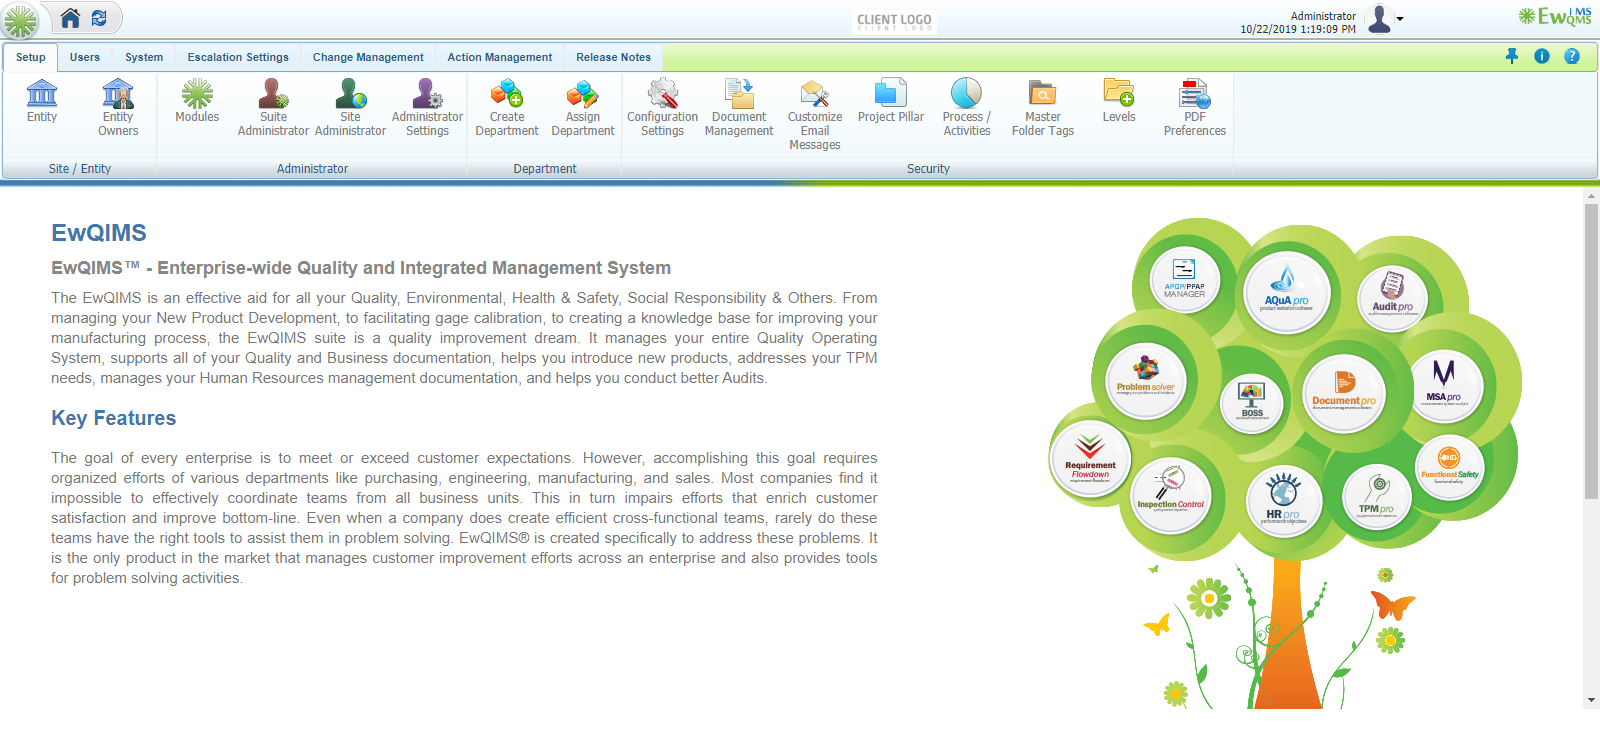 CLIENT LOGO
CLIENT LOGO
Administrator
10/22/2019 1:19:09 PM
EwQIMS
QMS
Setup Users System Escalation Settings Change Management Action Management Release Notes
Entity
Entity Owners
Modules
Suite Administrator
Site Administrator
Administrator Settings
Create Department
Assign Department
Configuration Settings
Document Management
Customize Email Messages
Project Pillar
Process / Activities
Master Folder Tags
Levels
PDF Preferences
Site / Entity
Administrator
Department
Security
EwQIMS
EwQIMS™ - Enterprise-wide Quality and Integrated Management System
The EwQIMS is an effective aid for all your Quality, Environmental, Health & Safety, Social Responsibility & Others. From
managing your New Product Development, to facilitating gage calibration, to creating a knowledge base for improving your
manufacturing process, the EwQIMS suite is a quality improvement dream. It manages your entire Quality Operating
System, supports all of your Quality and Business documentation, helps you introduce new products, addresses your TPM
needs, manages your Human Resources management documentation, and helps you conduct better Audits.
Key Features
The goal of every enterprise is to meet or exceed customer expectations. However, accomplishing this goal requires
organized efforts of various departments like purchasing, engineering, manufacturing, and sales. Most companies find it
impossible to effectively coordinate teams from all business units. This in turn impairs efforts that enrich customer
satisfaction and improve bottom-line. Even when a company does create efficient cross-functional teams, rarely do these
teams have the right tools to assist them in problem solving. EwQIMS® is created specifically to address these problems. It
is the only product in the market that manages customer improvement efforts across an enterprise and also provides tools
for problem solving activities.
APQP/PPAP
MANAGER
AQuA pro
Audit pro
audit management software
Problem solver
BOSS
Document pro
document management software
MSA pro
Requirement
Flowdown
requirement flowdown
Inspection Control
HR pro
performance objectives
TPM pro
Functional Safety
functional safety